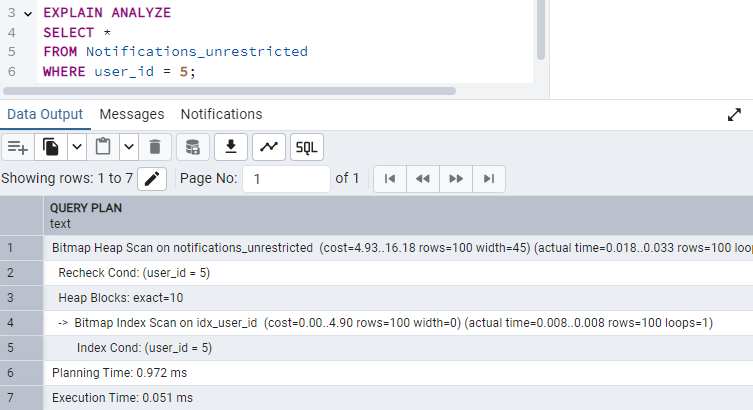 3 EXPLAIN ANALYZE
4 SELECT *
5 FROM Notifications_unrestricted
6 WHERE user_id = 5;
Data Output Messages Notifications
SQL
Showing rows: 1 to 7 Page No: 1 of 1
QUERY PLAN
text
1 Bitmap Heap Scan on notifications_unrestricted (cost=4.93..16.18 rows=100 width=45) (actual time=0.018..0.033 rows=100 loo
2 Recheck Cond: (user_id = 5)
3 Heap Blocks: exact=10
4 -> Bitmap Index Scan on idx_user_id (cost=0.00..4.90 rows=100 width=0) (actual time=0.008..0.008 rows=100 loops=1)
5 Index Cond: (user_id = 5)
6 Planning Time: 0.972 ms
7 Execution Time: 0.051 ms